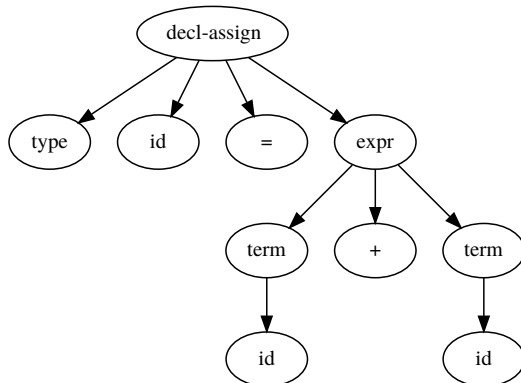 decl-assign
type id = expr
term + term
id id